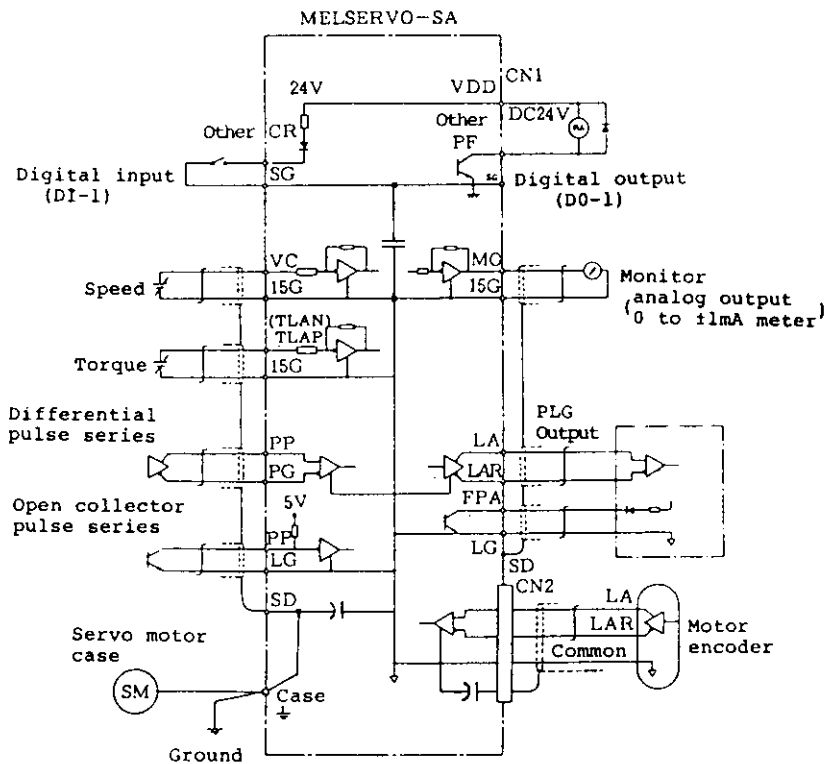 MELSERVO-SA
CN1
24V
VDD
DC24V
Other CR
Other
PF
RA
SG
SG
Digital input
(DI-1)
Digital output
(D0-1)
VC
MO
15G
15G
Speed
Monitor
analog output
(0 to ±1mA meter)
(TLAN)
TLAP
15G
Torque
Differential
pulse series
PLG
Output
PP
LA
PG
LAR
5V
FPA
Open collector
pulse series
PP
LG
LG
SD
SD
CN2
LA
LAR
Common
Motor
encoder
Servo motor
case
SM
Case
Ground